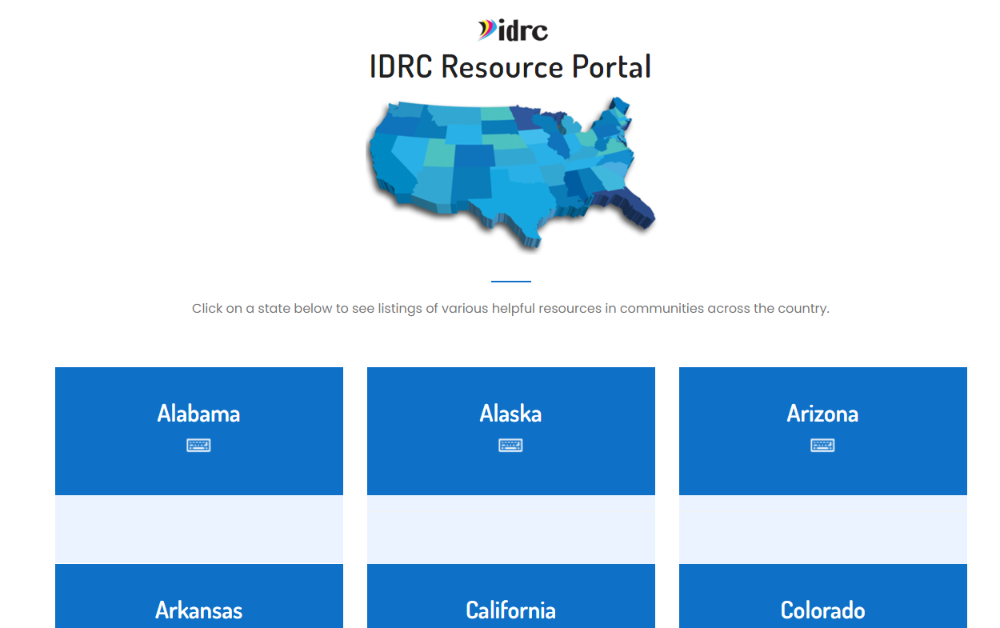 idrc
IDRC Resource Portal
Click on a state below to see listings of various helpful resources in communities across the country.
Alabama
Alaska
Arizona
Arkansas
California
Colorado